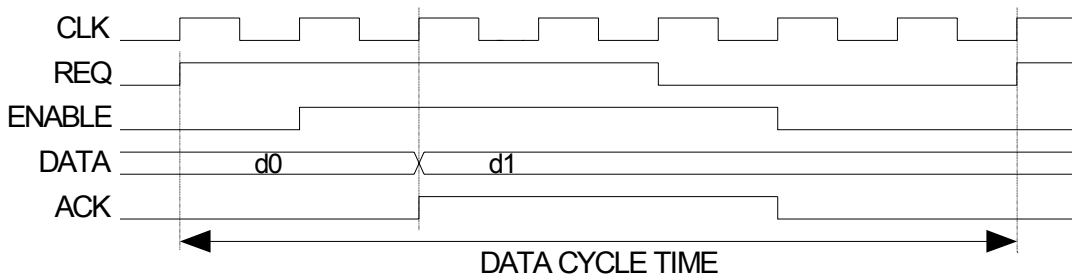 CLK
REQ
ENABLE
DATA d0 d1
ACK
DATA CYCLE TIME